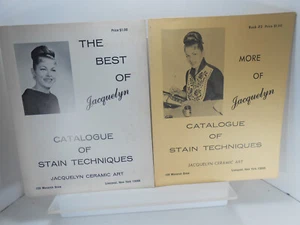 THE
BEST
OF
Jacquelyn
CATALOGUE
OF
STAIN TECHNIQUES
JACQUELYN CERAMIC ART
MORE
OF
Jacquelyn
CATALOGUE
OF
STAIN TECHNIQUES
JACQUELYN CERAMIC ART